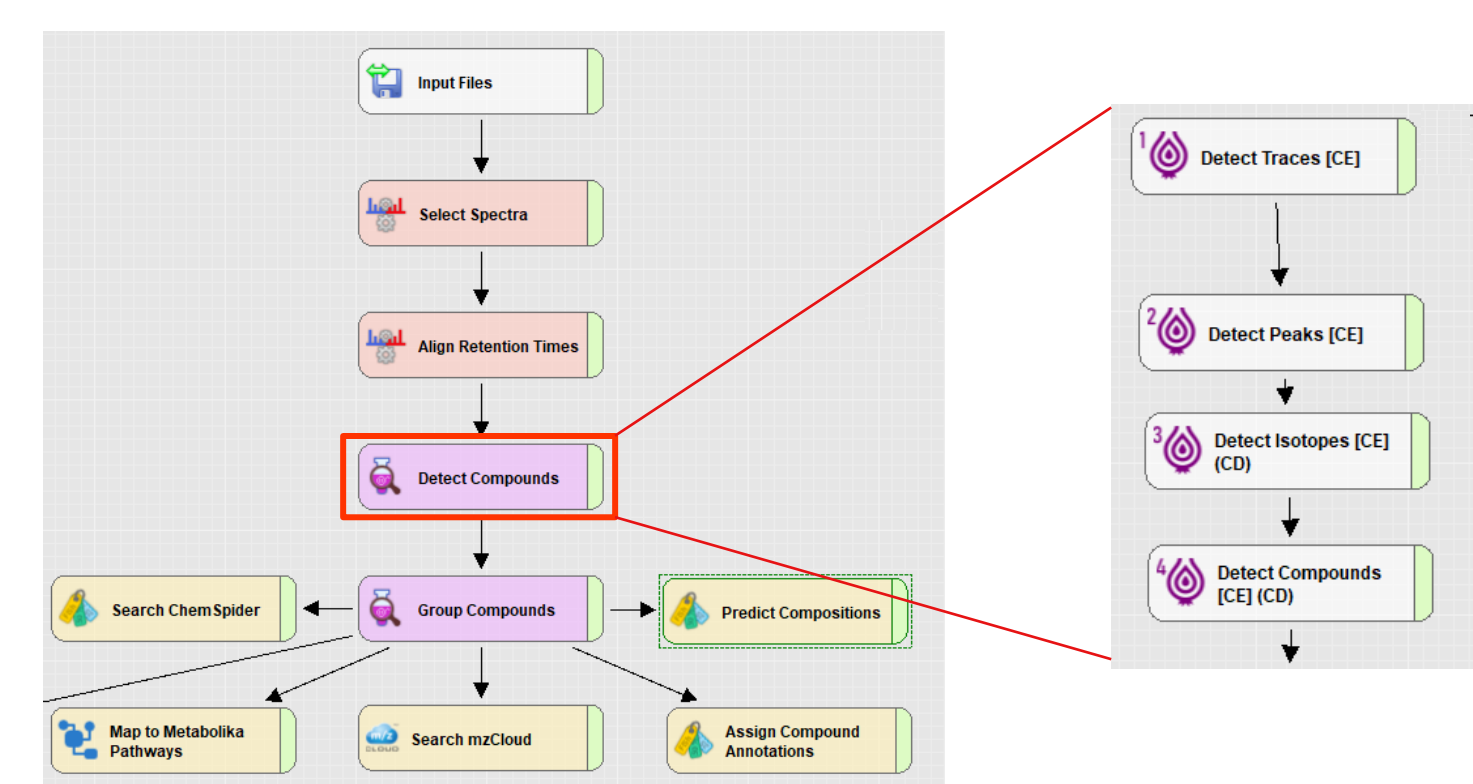 Input Files
Select Spectra
Align Retention Times
Detect Compounds
Search ChemSpider
Group Compounds
Predict Compositions
Map to Metabolika
Pathways
m/z
CLOUD
Search mzCloud
Assign Compound
Annotations
1
Detect Traces [CE]
2
Detect Peaks [CE]
3
Detect Isotopes [CE]
(CD)
4
Detect Compounds
[CE] (CD)